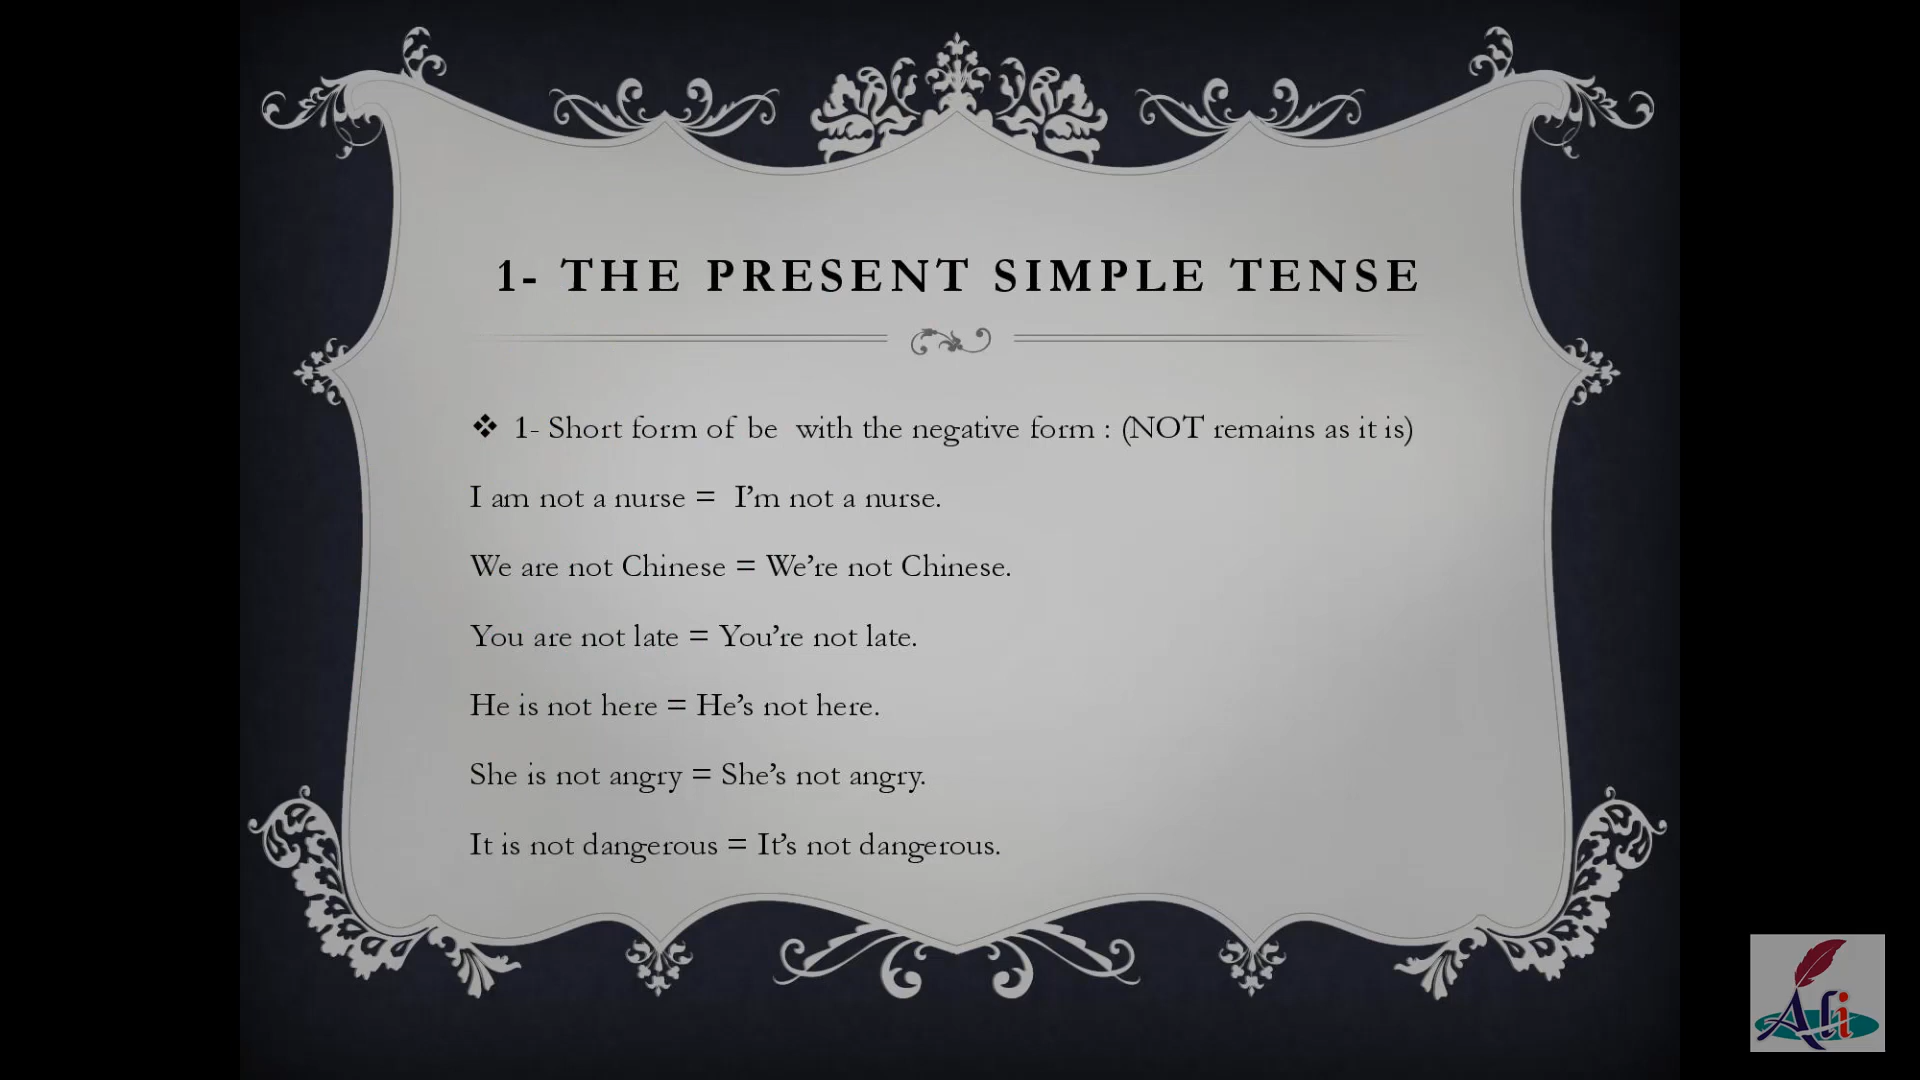 1- THE PRESENT SIMPLE TENSE
❖ 1- Short form of be with the negative form : (NOT remains as it is)
I am not a nurse = I’m not a nurse.
We are not Chinese = We’re not Chinese.
You are not late = You’re not late.
He is not here = He’s not here.
She is not angry = She’s not angry.
It is not dangerous = It’s not dangerous.
Ali